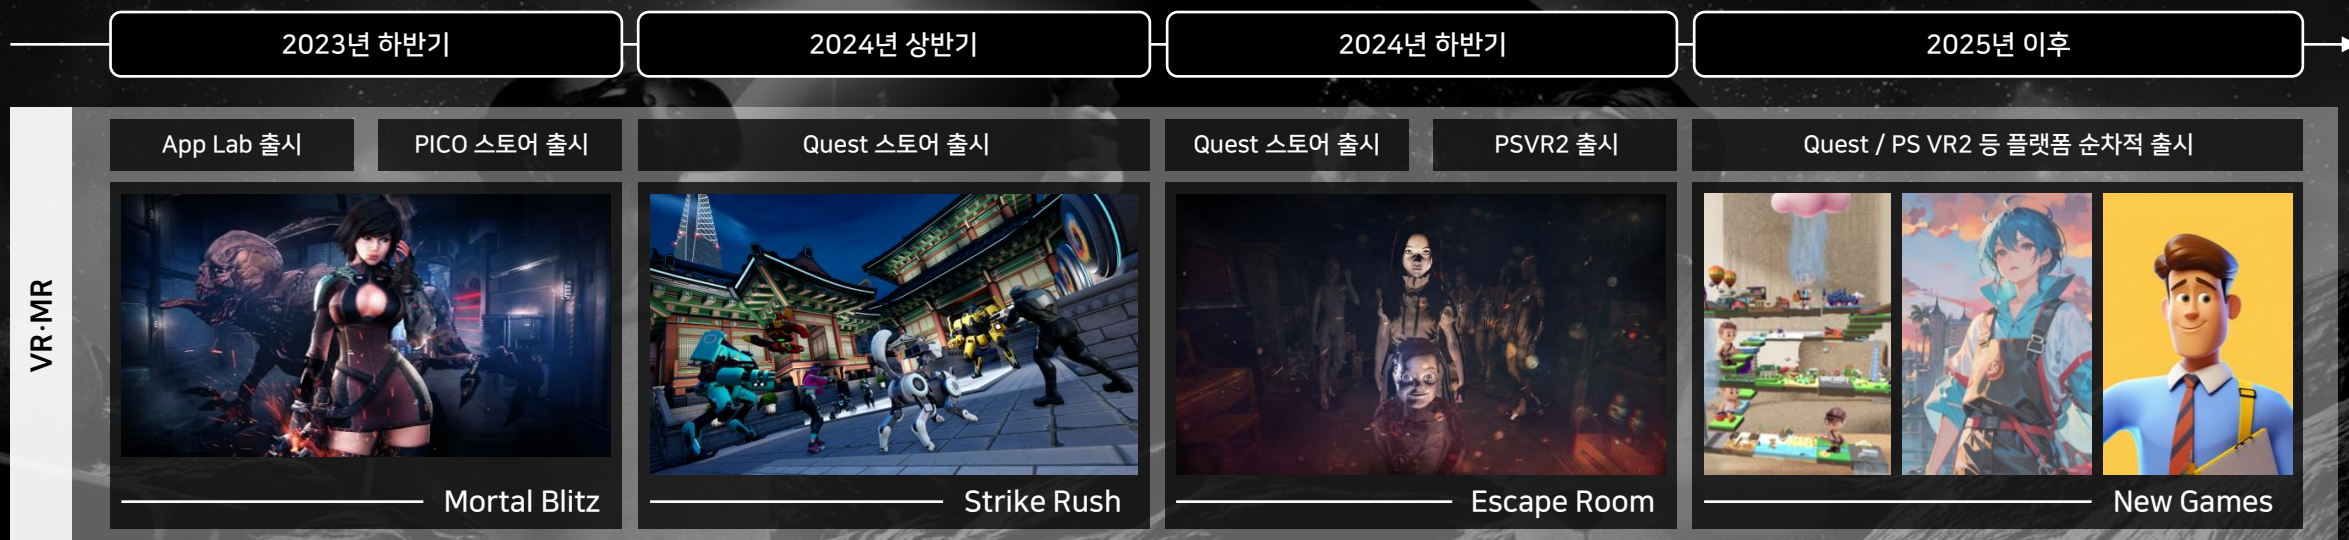 2023년 하반기
2024년 상반기
2024년 하반기
2025년 이후
VR·MR
App Lab 출시
PICO 스토어 출시
Quest 스토어 출시
Quest 스토어 출시
PSVR2 출시
Quest / PS VR2 등 플랫폼 순차적 출시
Mortal Blitz
Strike Rush
Escape Room
New Games